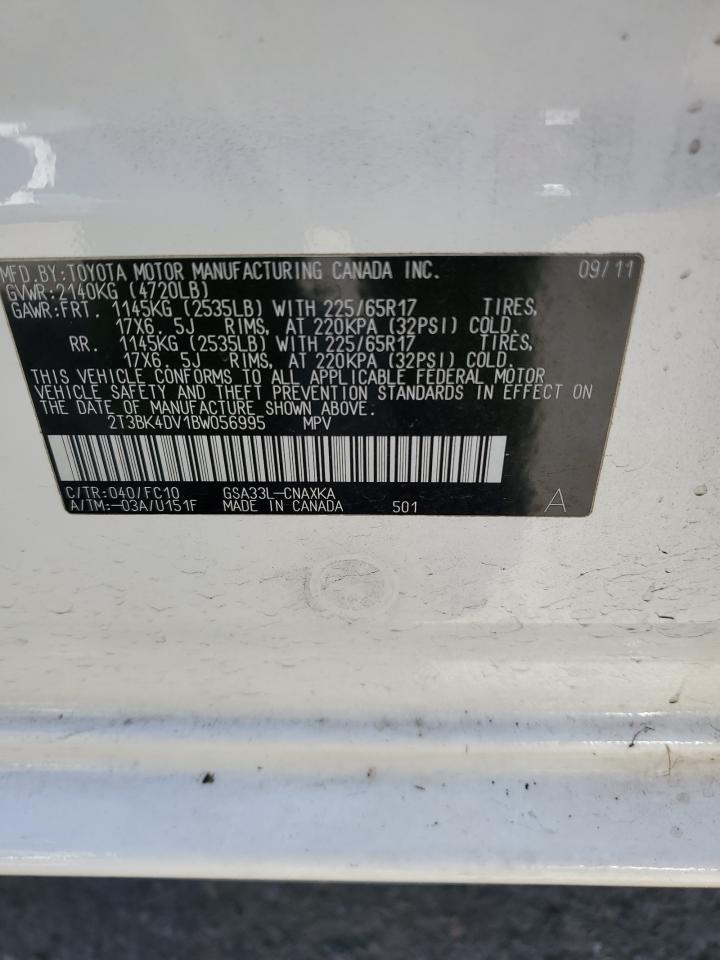 MFD.BY:TOYOTA MOTOR MANUFACTURING CANADA INC. 09/11
GVWR:2140KG (4720LB)
GAWR:FRT. 1145KG (2535LB) WITH 225/65R17 TIRES,
17X6.5J RIMS, AT 220KPA (32PSI) COLD.
RR. 1145KG (2535LB) WITH 225/65R17 TIRES,
17X6.5J RIMS, AT 220KPA (32PSI) COLD.
THIS VEHICLE CONFORMS TO ALL APPLICABLE FEDERAL MOTOR
VEHICLE SAFETY AND THEFT PREVENTION STANDARDS IN EFFECT ON
THE DATE OF MANUFACTURE SHOWN ABOVE.
2T3BK4DV1BW056995 MPV
C/TR:040/FC10 GSA33L-CNAXKA
A/TM:-03A/U151F MADE IN CANADA 501 A